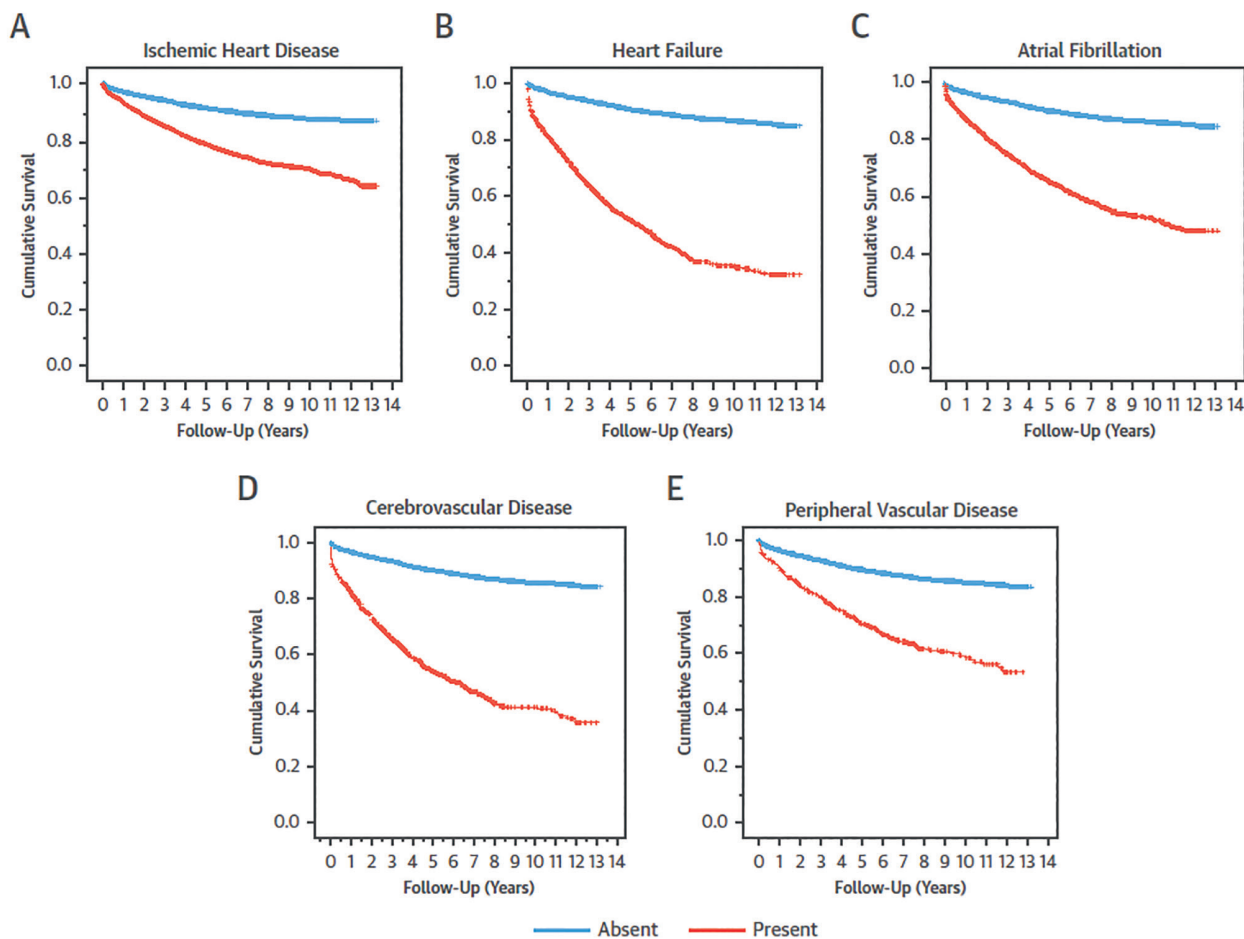 A
Ischemic Heart Disease
Cumulative Survival
1.0
0.8
0.6
0.4
0.2
0.0
0 1 2 3 4 5 6 7 8 9 10 11 12 13 14
Follow-Up (Years)
B
Heart Failure
Cumulative Survival
1.0
0.8
0.6
0.4
0.2
0.0
0 1 2 3 4 5 6 7 8 9 10 11 12 13 14
Follow-Up (Years)
C
Atrial Fibrillation
Cumulative Survival
1.0
0.8
0.6
0.4
0.2
0.0
0 1 2 3 4 5 6 7 8 9 10 11 12 13 14
Follow-Up (Years)
D
Cerebrovascular Disease
Cumulative Survival
1.0
0.8
0.6
0.4
0.2
0.0
0 1 2 3 4 5 6 7 8 9 10 11 12 13 14
Follow-Up (Years)
E
Peripheral Vascular Disease
Cumulative Survival
1.0
0.8
0.6
0.4
0.2
0.0
0 1 2 3 4 5 6 7 8 9 10 11 12 13 14
Follow-Up (Years)
Absent Present